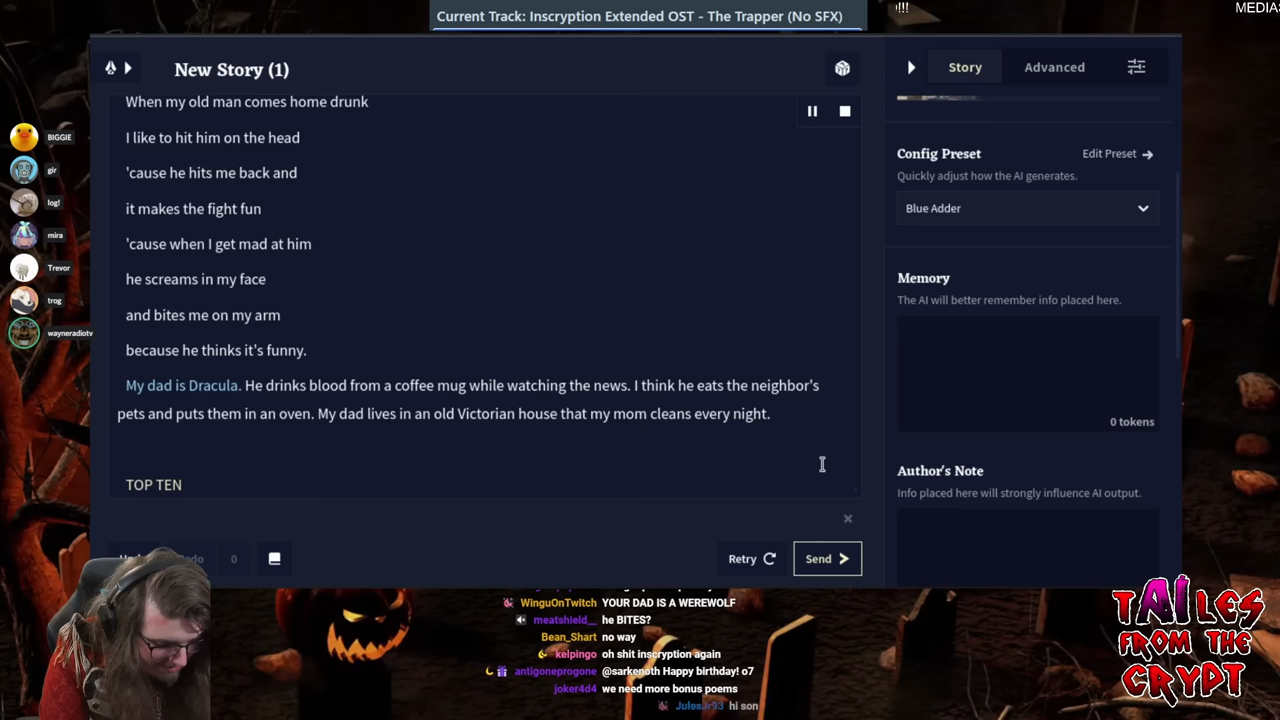 Current Track: Inscryption Extended OST - The Trapper (No SFX)
!!!
MEDIA
New Story (1)
Story
Advanced
When my old man comes home drunk
I like to hit him on the head
'cause he hits me back and
it makes the fight fun
'cause when I get mad at him
he screams in my face
and bites me on my arm
because he thinks it's funny.
My dad is Dracula. He drinks blood from a coffee mug while watching the news. I think he eats the neighbor's
pets and puts them in an oven. My dad lives in an old Victorian house that my mom cleans every night.
TOP TEN
BIGGIE
gir
log!
mira
Trevor
trog
wayneradiotv
Config Preset
Edit Preset
Quickly adjust how the AI generates.
Blue Adder
Memory
The AI will better remember info placed here.
0 tokens
Author's Note
Info placed here will strongly influence AI output.
0
Retry
Send
WinguOnTwitch YOUR DAD IS A WEREWOLF
meatshield__ he BITES?
Bean_Shart no way
kelpingo oh shit inscryption again
antigoneprogone @sarkenoth Happy birthday! o7
joker4d4 we need more bonus poems
JulesJr93 hi son
TAILES
FROM THE
CRYPT